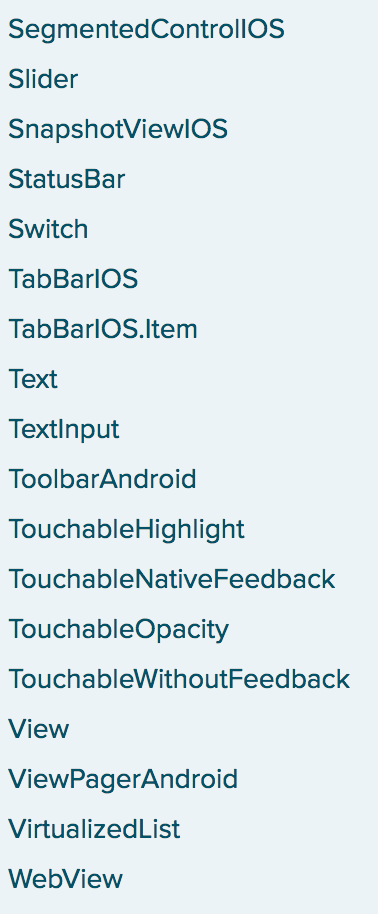 SegmentedControlIOS
Slider
SnapshotViewIOS
StatusBar
Switch
TabBarIOS
TabBarIOS.Item
Text
TextInput
ToolbarAndroid
TouchableHighlight
TouchableNativeFeedback
TouchableOpacity
TouchableWithoutFeedback
View
ViewPagerAndroid
VirtualizedList
WebView